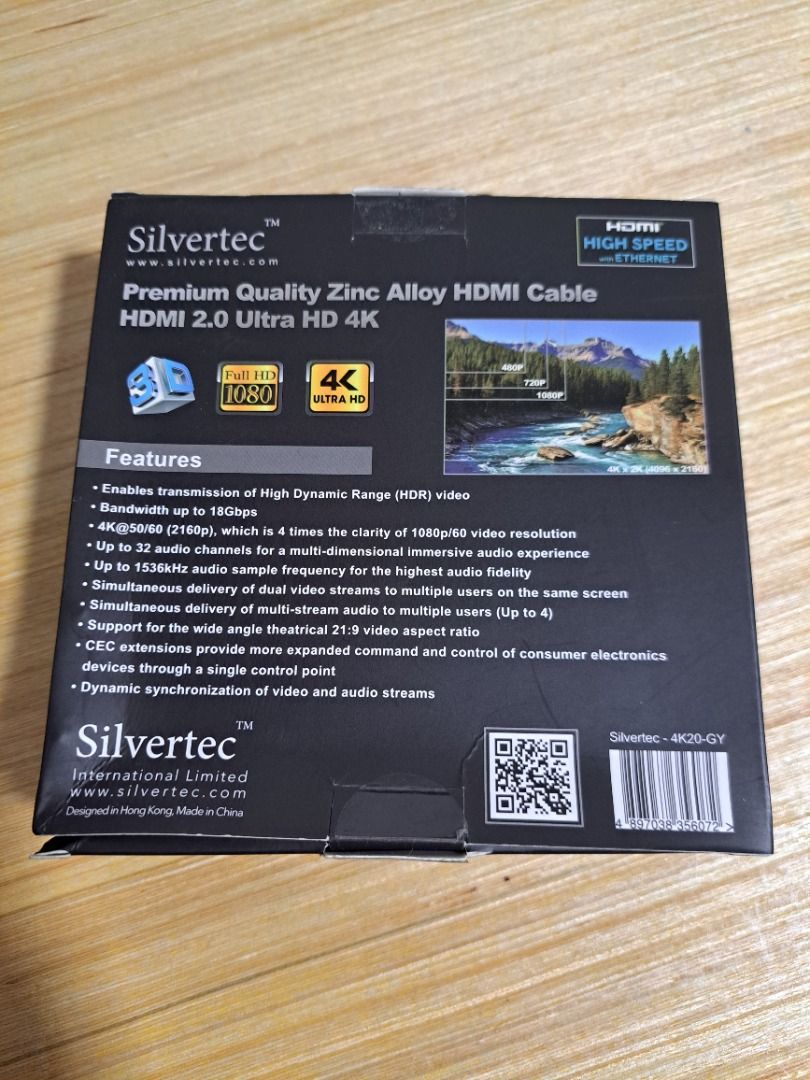 Silvertec™
www.silvertec.com
HDMI
HIGH SPEED
with ETHERNET
Premium Quality Zinc Alloy HDMI Cable
HDMI 2.0 Ultra HD 4K
3D
Full HD
1080
4K
ULTRA HD
480P
720P
1080P
4K x 2K (4096 x 2160)
Features
• Enables transmission of High Dynamic Range (HDR) video
• Bandwidth up to 18Gbps
• 4K@50/60 (2160p), which is 4 times the clarity of 1080p/60 video resolution
• Up to 32 audio channels for a multi-dimensional immersive audio experience
• Up to 1536kHz audio sample frequency for the highest audio fidelity
• Simultaneous delivery of dual video streams to multiple users on the same screen
• Simultaneous delivery of multi-stream audio to multiple users (Up to 4)
• Support for the wide angle theatrical 21:9 video aspect ratio
• CEC extensions provide more expanded command and control of consumer electronics
devices through a single control point
• Dynamic synchronization of video and audio streams
Silvertec™
International Limited
www.silvertec.com
Designed in Hong Kong, Made in China
Silvertec - 4K20-GY
4 897038 356072 >